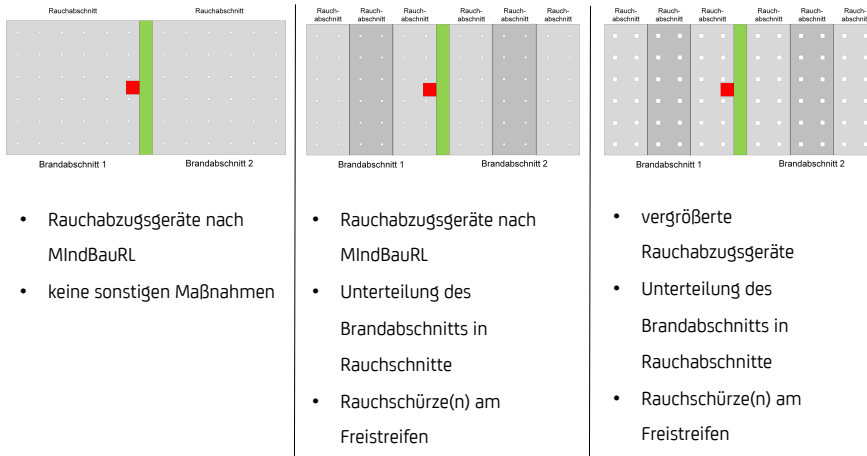 Rauchabschnitt Rauchabschnitt
Brandabschnitt 1 Brandabschnitt 2
• Rauchabzugsgeräte nach
MIndBauRL
• keine sonstigen Maßnahmen
Rauch- Rauch- Rauch- Rauch- Rauch- Rauch-
abschnitt abschnitt abschnitt abschnitt abschnitt abschnitt
Brandabschnitt 1 Brandabschnitt 2
• Rauchabzugsgeräte nach
MIndBauRL
• Unterteilung des
Brandabschnitts in
Rauchschnitte
• Rauchschürze(n) am
Freistreifen
Rauch- Rauch- Rauch- Rauch- Rauch- Rauch-
abschnitt abschnitt abschnitt abschnitt abschnitt abschnitt
Brandabschnitt 1 Brandabschnitt 2
• vergrößerte
Rauchabzugsgeräte
• Unterteilung des
Brandabschnitts in
Rauchabschnitte
• Rauchschürze(n) am
Freistreifen